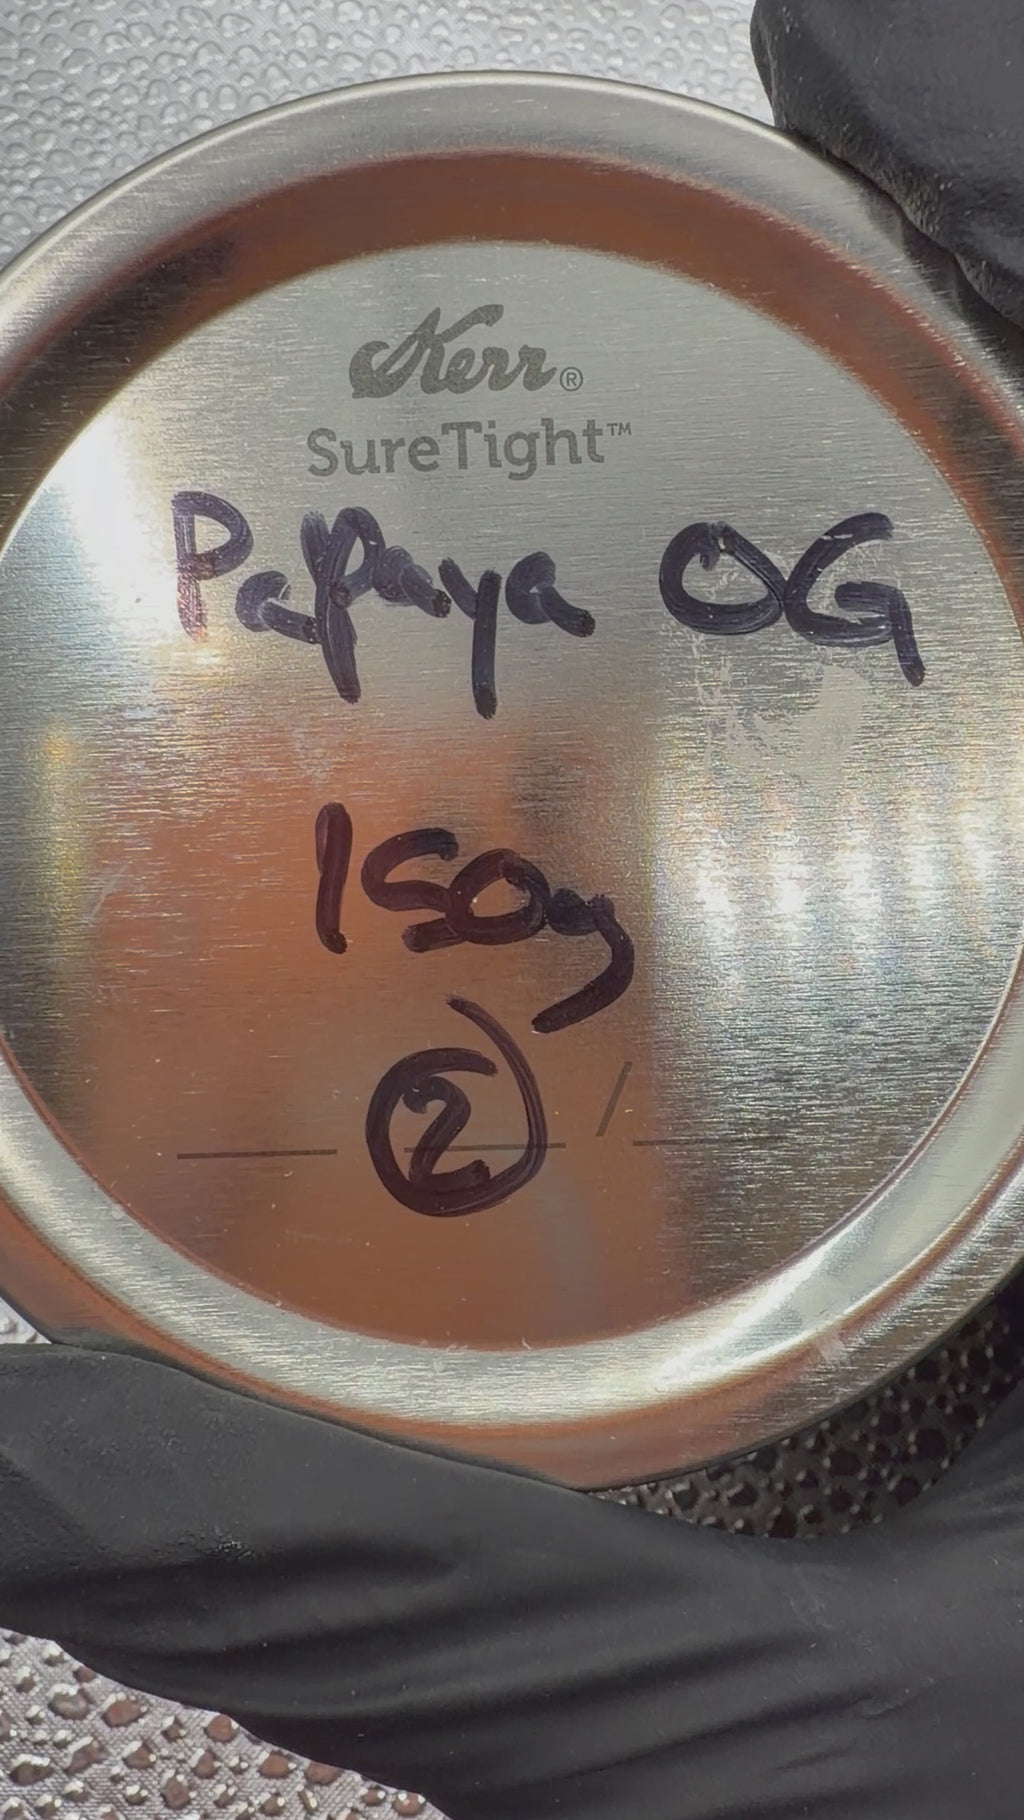 Kerr®
SureTight™
Papaya OG
150g
2
/